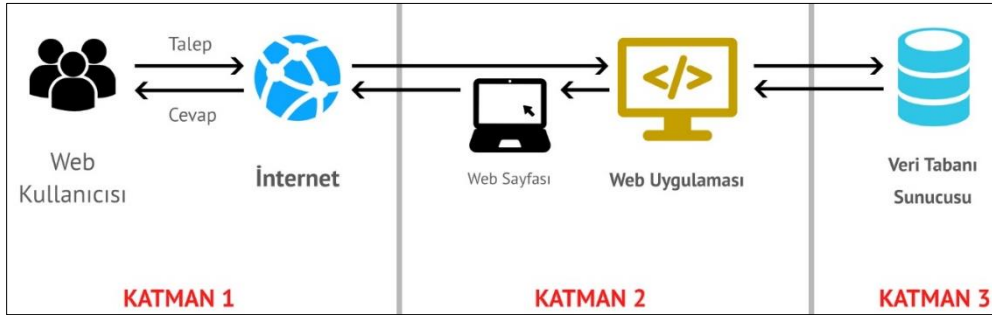 Talep
Cevap
Web
Kullanıcısı
İnternet
Web Sayfası
</>
Web Uygulaması
Veri Tabanı
Sunucusu
KATMAN 1
KATMAN 2
KATMAN 3